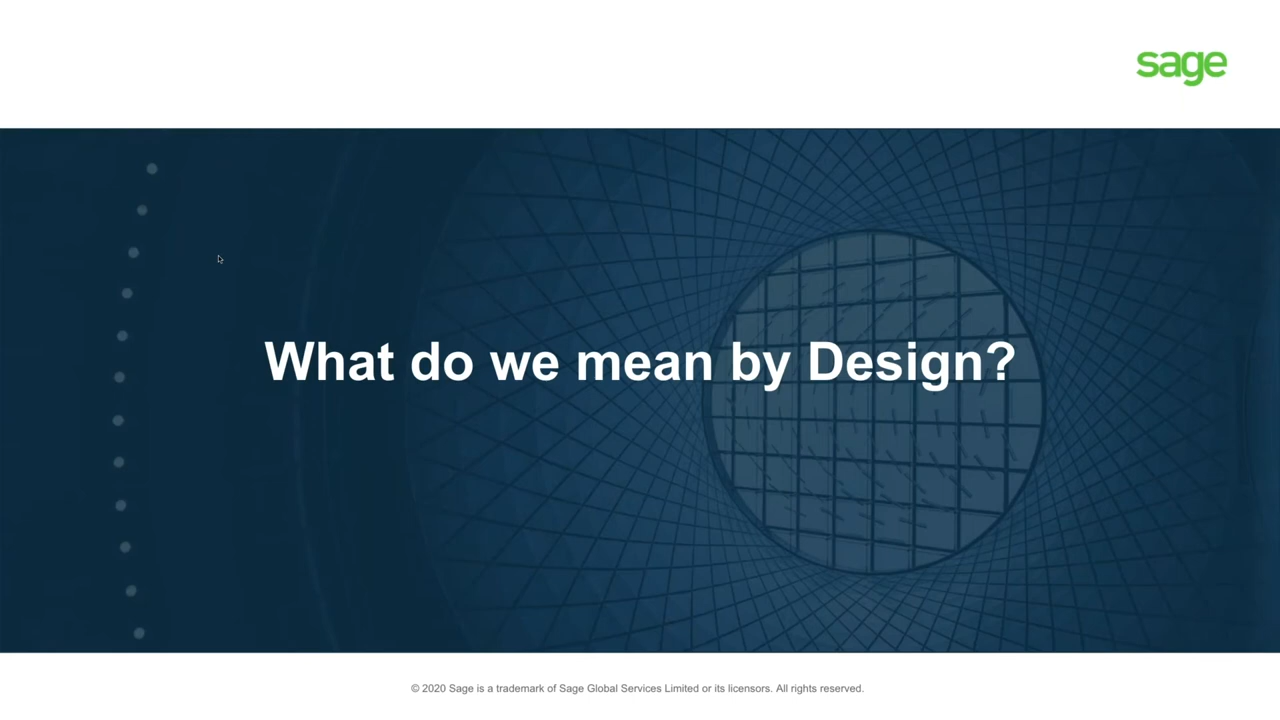 sage
What do we mean by Design?
© 2020 Sage is a trademark of Sage Global Services Limited or its licensors. All rights reserved.